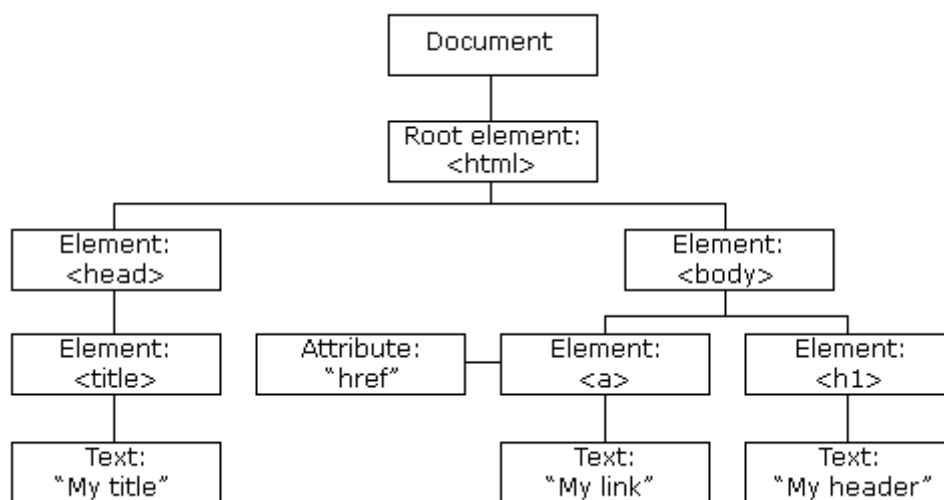 Document
Root element:
<html>
Element:
<head>
Element:
<body>
Element:
<title>
Attribute:
“href”
Element:
<a>
Element:
<h1>
Text:
“My title”
Text:
“My link”
Text:
“My header”